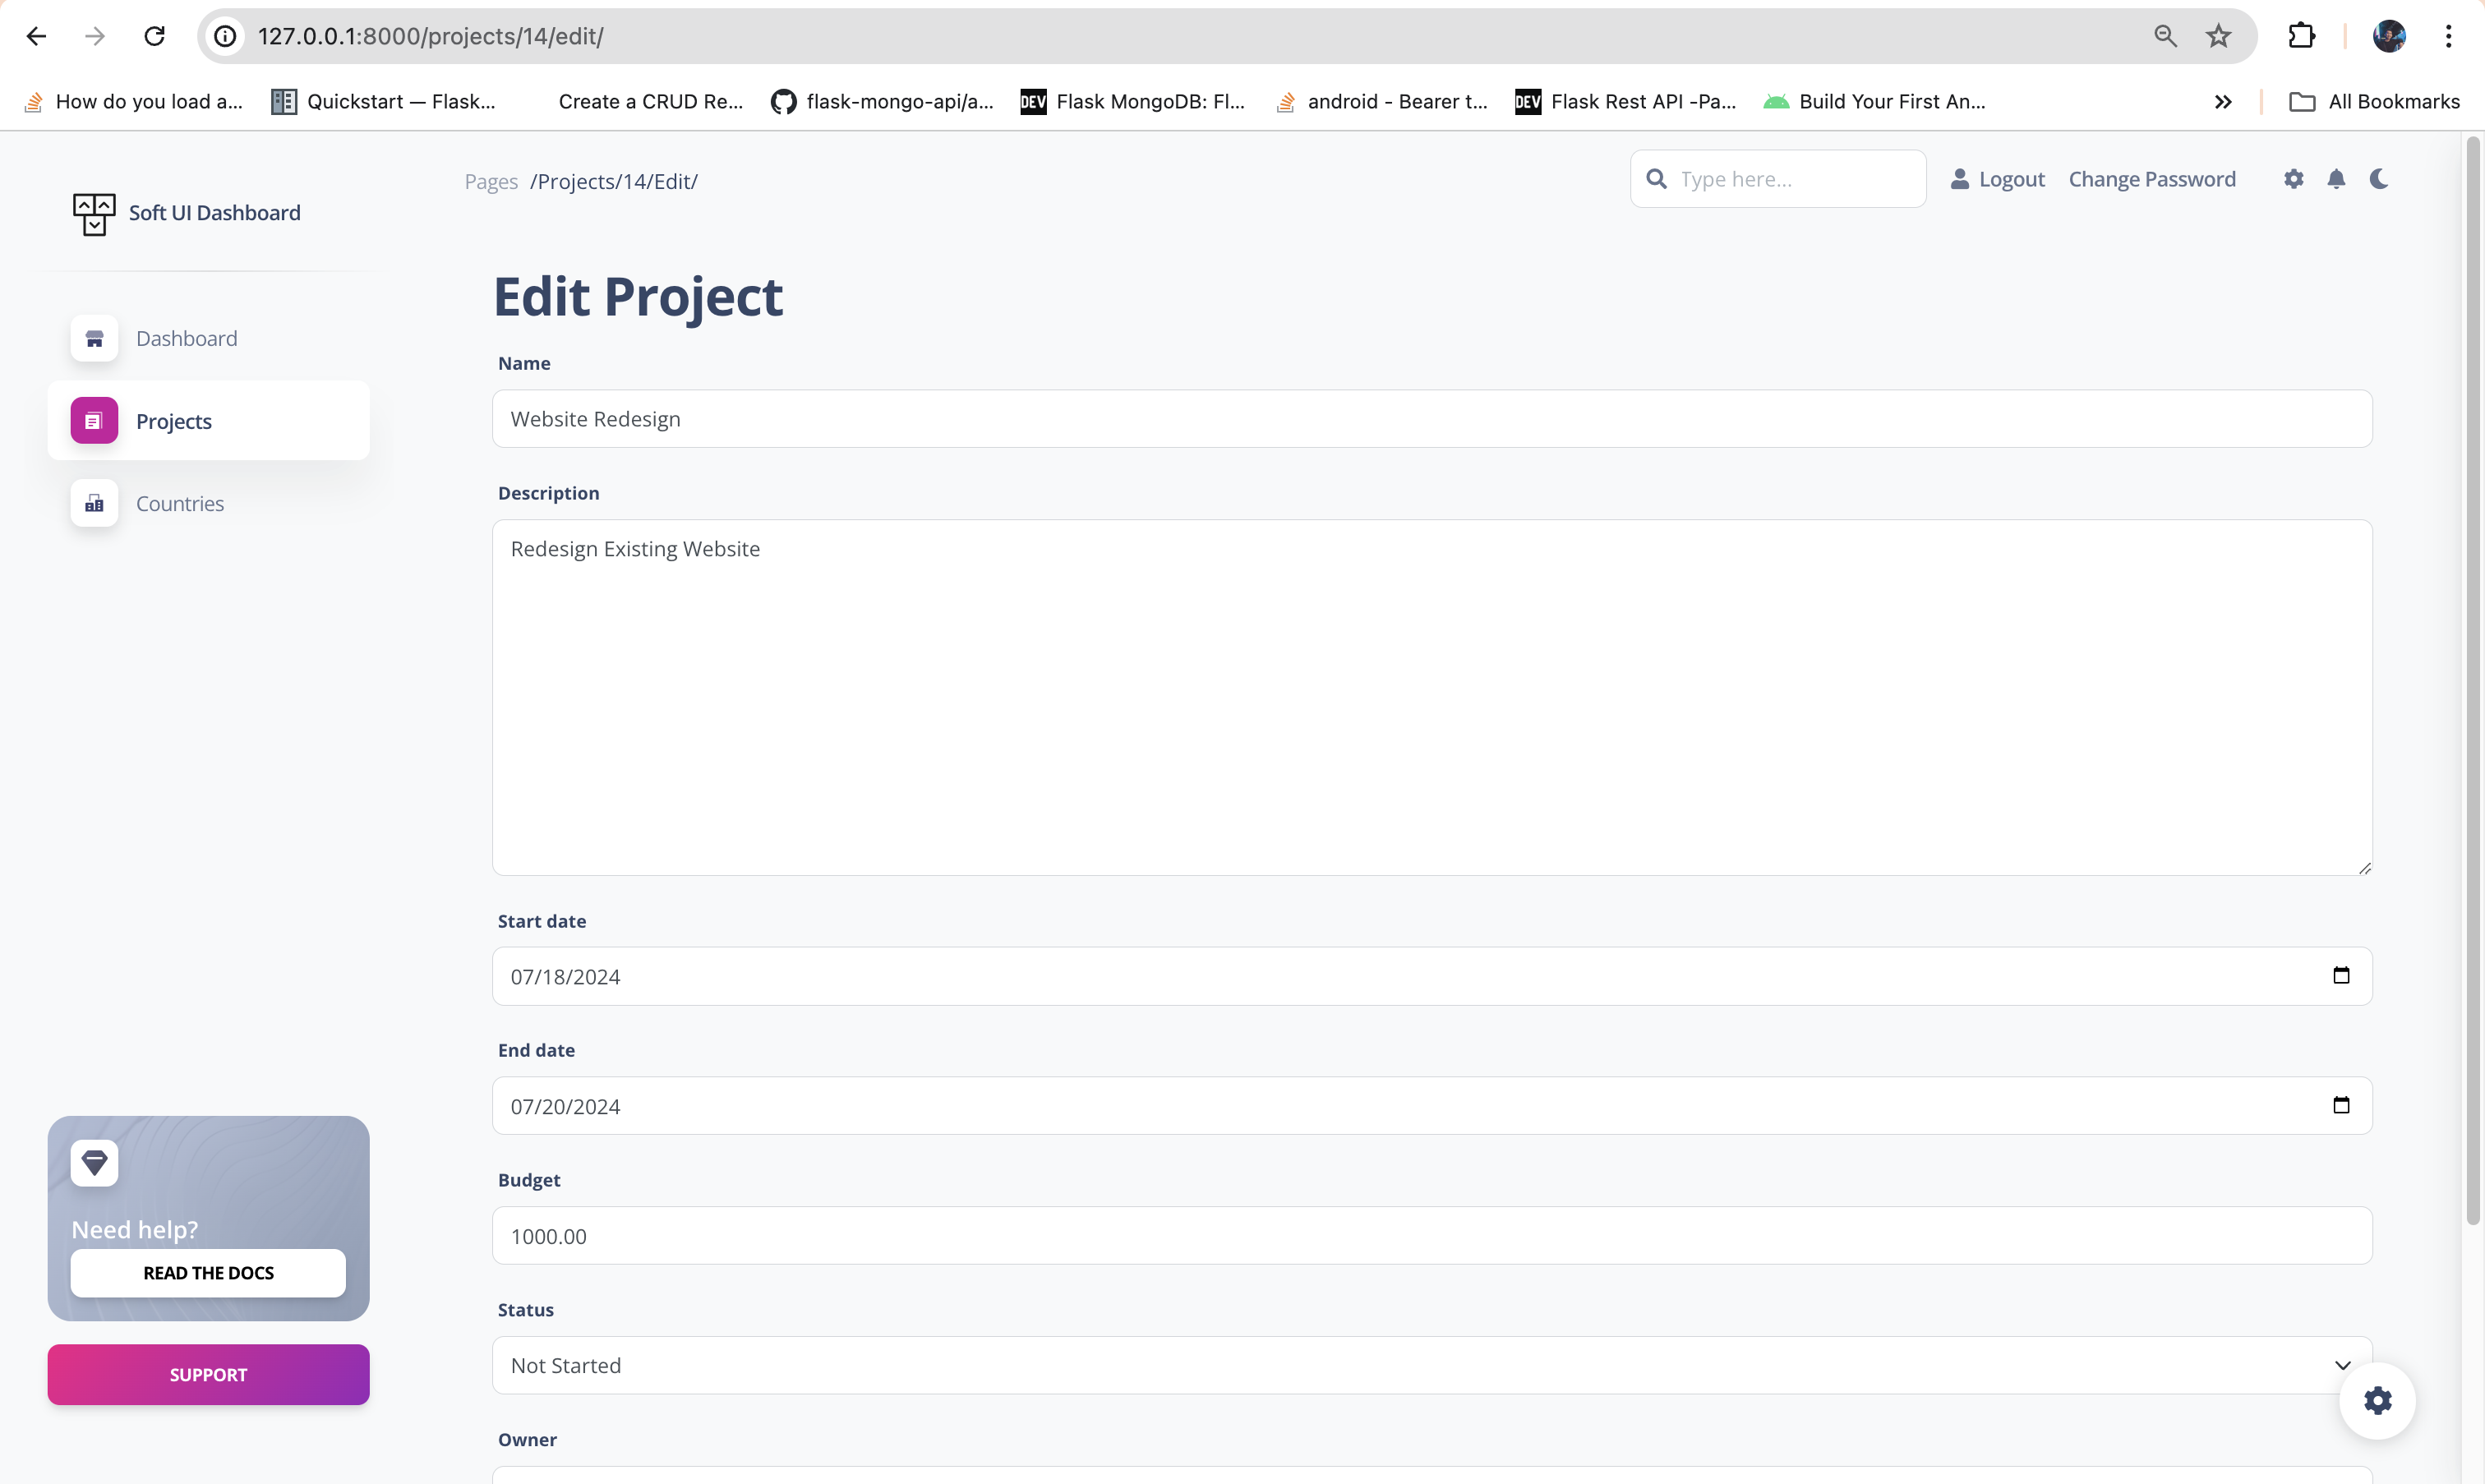 127.0.0.1:8000/projects/14/edit/
How do you load a...
Quickstart — Flask...
Create a CRUD Re...
flask-mongo-api/a...
DEV
Flask MongoDB: Fl...
android - Bearer t...
DEV
Flask Rest API -Pa...
Build Your First An...
All Bookmarks
Soft UI Dashboard
Pages /Projects/14/Edit/
Type here...
Logout
Change Password
Dashboard
Projects
Countries
Need help?
READ THE DOCS
SUPPORT
Edit Project
Name
Website Redesign
Description
Redesign Existing Website
Start date
07/18/2024
End date
07/20/2024
Budget
1000.00
Status
Not Started
Owner